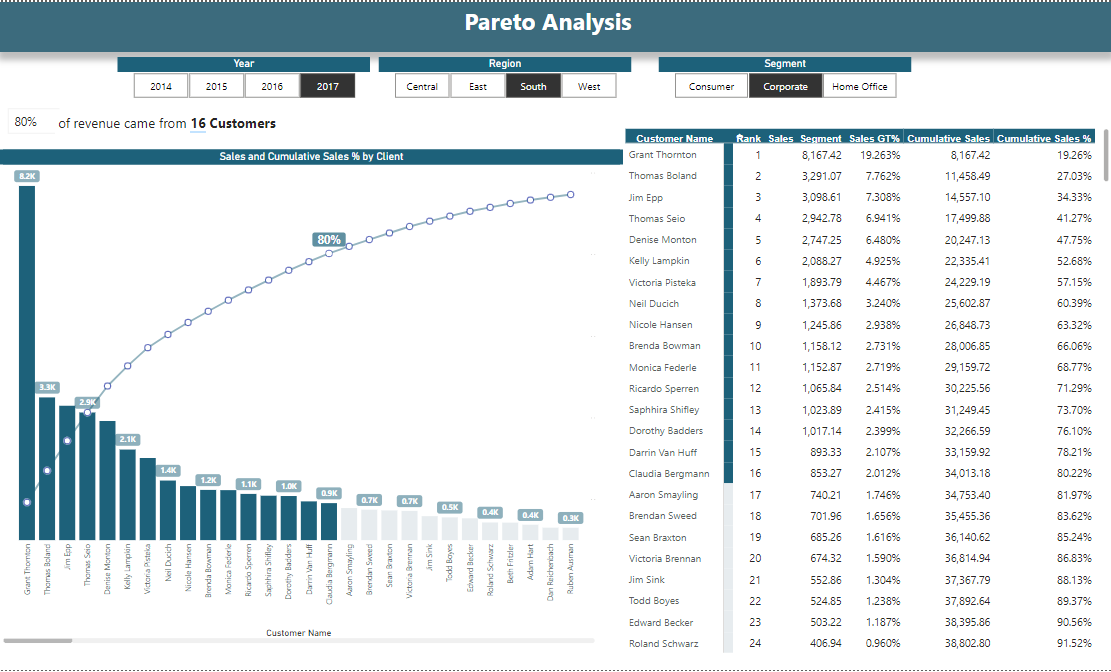 Pareto Analysis
Year
2014 2015 2016 2017
Region
Central East South West
Segment
Consumer Corporate Home Office
80% of revenue came from 16 Customers
Sales and Cumulative Sales % by Client
8.2K
3.3K
2.9K
2.1K
1.4K
1.2K
1.1K
1.0K
0.9K
0.7K
0.7K
0.5K
0.4K
0.4K
0.3K
80%
Grant Thornton
Thomas Boland
Jim Epp
Thomas Seio
Denise Monton
Kelly Lampkin
Victoria Pisteka
Neil Ducich
Nicole Hansen
Brenda Bowman
Monica Federle
Ricardo Sperren
Saphhira Shifley
Dorothy Badders
Darrin Van Huff
Claudia Bergmann
Aaron Smayling
Brendan Sweed
Sean Braxton
Victoria Brennan
Jim Sink
Todd Boyes
Edward Becker
Roland Schwarz
Beth Fritzler
Adam Hart
Dan Reichenbach
Ruben Ausman
Customer Name
Customer Name Rank Sales Segment Sales GT% Cumulative Sales Cumulative Sales %
Grant Thornton 1 8,167.42 19.263% 8,167.42 19.26%
Thomas Boland 2 3,291.07 7.762% 11,458.49 27.03%
Jim Epp 3 3,098.61 7.308% 14,557.10 34.33%
Thomas Seio 4 2,942.78 6.941% 17,499.88 41.27%
Denise Monton 5 2,747.25 6.480% 20,247.13 47.75%
Kelly Lampkin 6 2,088.27 4.925% 22,335.41 52.68%
Victoria Pisteka 7 1,893.79 4.467% 24,229.19 57.15%
Neil Ducich 8 1,373.68 3.240% 25,602.87 60.39%
Nicole Hansen 9 1,245.86 2.938% 26,848.73 63.32%
Brenda Bowman 10 1,158.12 2.731% 28,006.85 66.06%
Monica Federle 11 1,152.87 2.719% 29,159.72 68.77%
Ricardo Sperren 12 1,065.84 2.514% 30,225.56 71.29%
Saphhira Shifley 13 1,023.89 2.415% 31,249.45 73.70%
Dorothy Badders 14 1,017.14 2.399% 32,266.59 76.10%
Darrin Van Huff 15 893.33 2.107% 33,159.92 78.21%
Claudia Bergmann 16 853.27 2.012% 34,013.18 80.22%
Aaron Smayling 17 740.21 1.746% 34,753.40 81.97%
Brendan Sweed 18 701.96 1.656% 35,455.36 83.62%
Sean Braxton 19 685.26 1.616% 36,140.62 85.24%
Victoria Brennan 20 674.32 1.590% 36,814.94 86.83%
Jim Sink 21 552.86 1.304% 37,367.79 88.13%
Todd Boyes 22 524.85 1.238% 37,892.64 89.37%
Edward Becker 23 503.22 1.187% 38,395.86 90.56%
Roland Schwarz 24 406.94 0.960% 38,802.80 91.52%